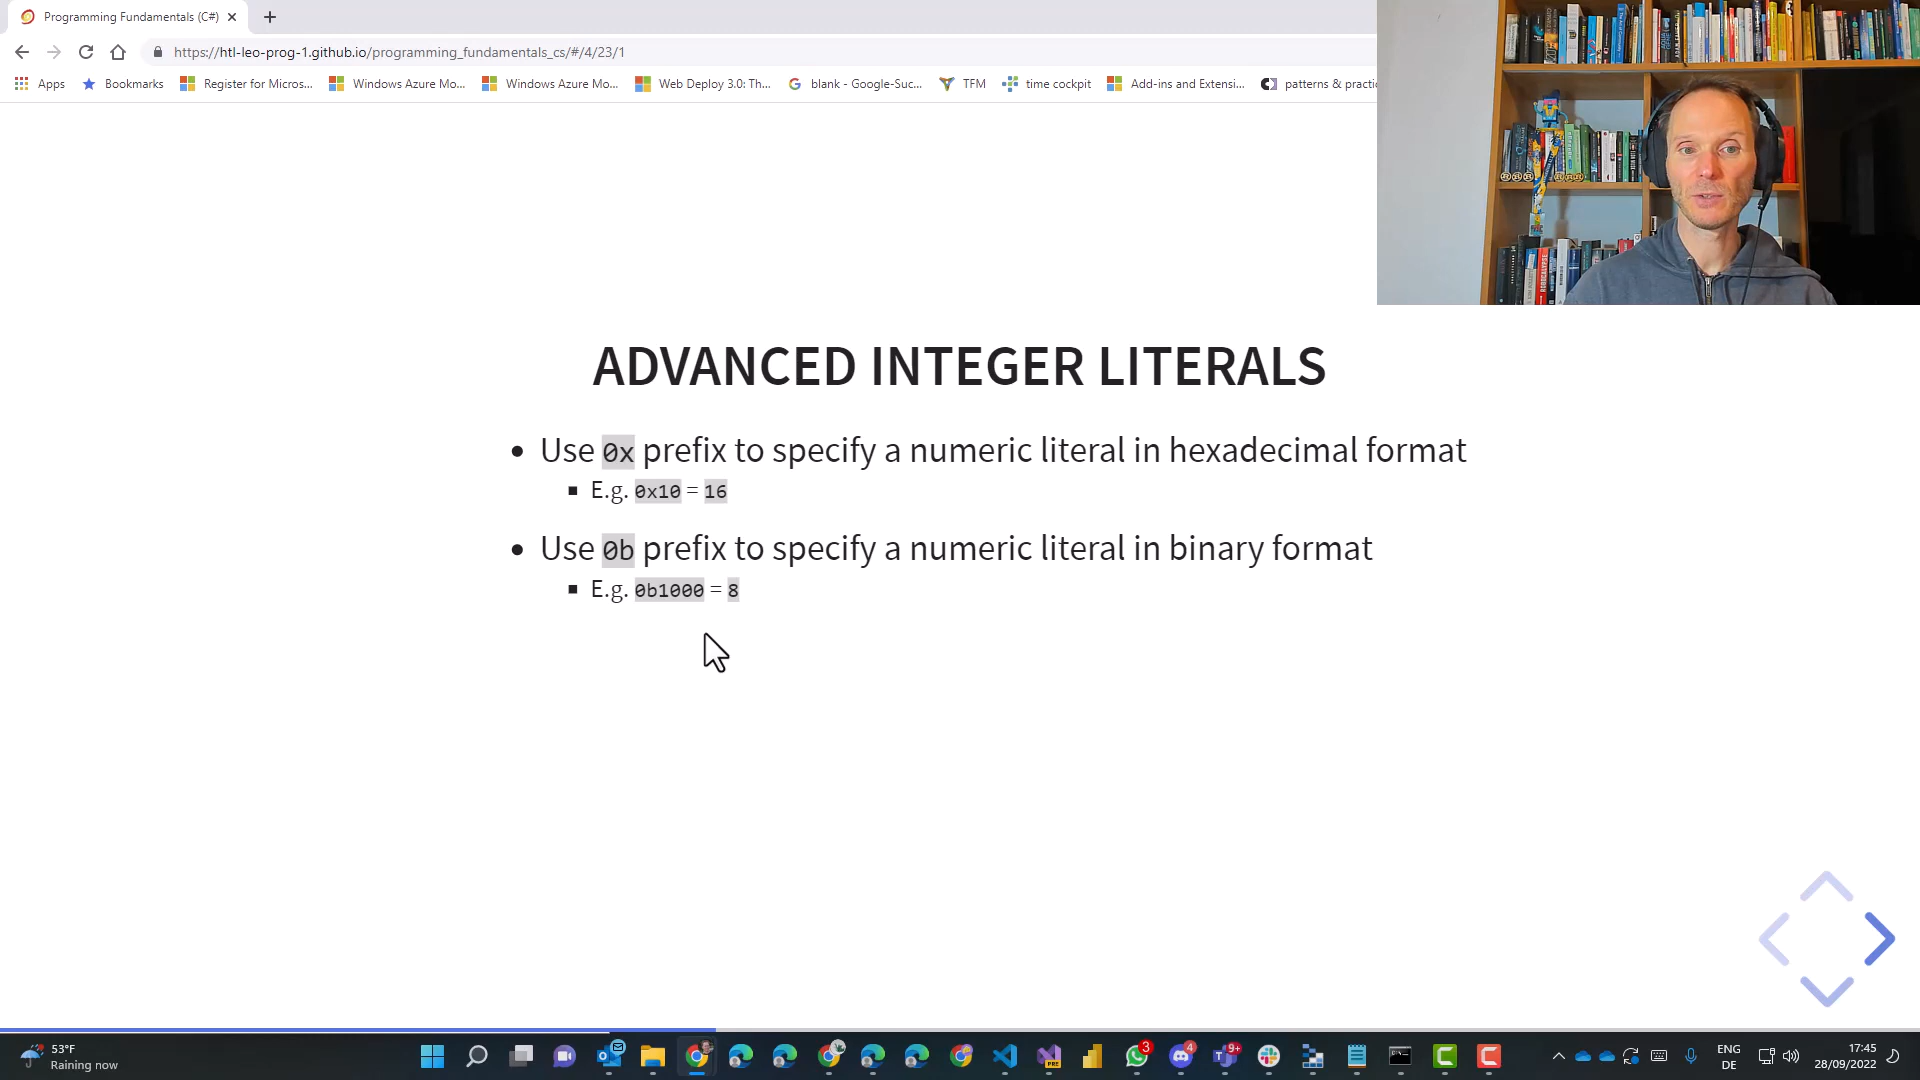 Programming Fundamentals (C#)
https://htl-leo-prog-1.github.io/programming_fundamentals_cs/#/4/23/1
Apps
Bookmarks
Register for Micros...
Windows Azure Mo...
Windows Azure Mo...
Web Deploy 3.0: Th...
blank - Google-Suc...
TFM
time cockpit
Add-ins and Extensi...
patterns & practic
ADVANCED INTEGER LITERALS
• Use 0x prefix to specify a numeric literal in hexadecimal format
▪ E.g. 0x10 = 16
• Use 0b prefix to specify a numeric literal in binary format
▪ E.g. 0b1000 = 8
53°F
Raining now
3
4
9+
ENG
DE
17:45
28/09/2022